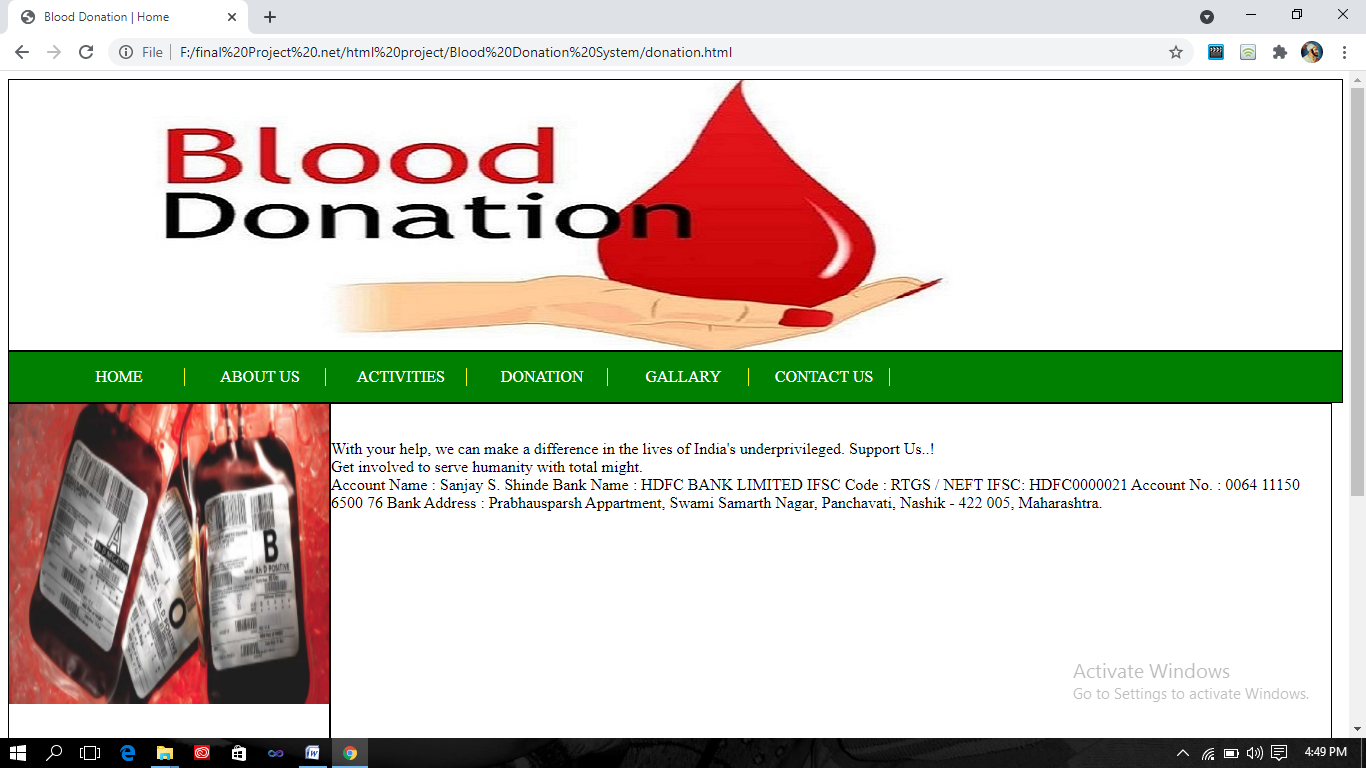 Blood Donation | Home
File
F:/final%20Project%20.net/html%20project/Blood%20Donation%20System/donation.html
Blood
Donation
HOME
ABOUT US
ACTIVITIES
DONATION
GALLARY
CONTACT US
A
O
B
Rh D POSITIVE
With your help, we can make a difference in the lives of India's underprivileged. Support Us..!
Get involved to serve humanity with total might.
Account Name : Sanjay S. Shinde Bank Name : HDFC BANK LIMITED IFSC Code : RTGS / NEFT IFSC: HDFC0000021 Account No. : 0064 11150
6500 76 Bank Address : Prabhausparsh Appartment, Swami Samarth Nagar, Panchavati, Nashik - 422 005, Maharashtra.
Activate Windows
Go to Settings to activate Windows.
4:49 PM